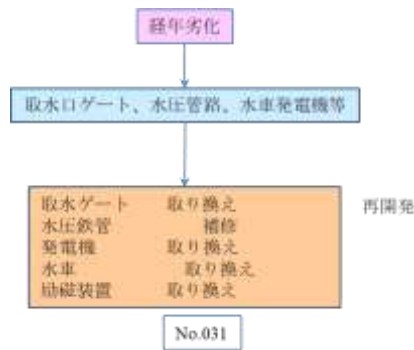 経年劣化
取水口ゲート、水圧管路、水車発電機等
取水ゲート 取り換え
水圧鉄管 補修
発電機 取り換え
水車 取り換え
励磁装置 取り換え
再開発
No.031